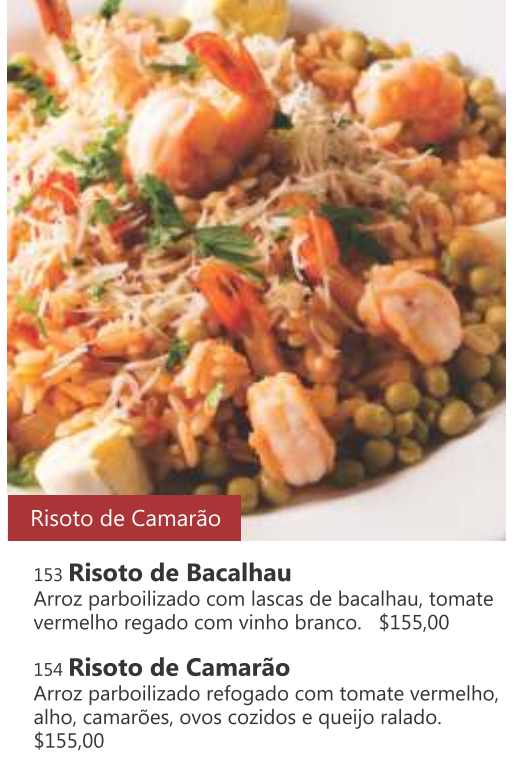 Risoto de Camarão
153 Risoto de Bacalhau
Arroz parboilizado com lascas de bacalhau, tomate
vermelho regado com vinho branco. $155,00
154 Risoto de Camarão
Arroz parboilizado refogado com tomate vermelho,
alho, camarões, ovos cozidos e queijo ralado.
$155,00